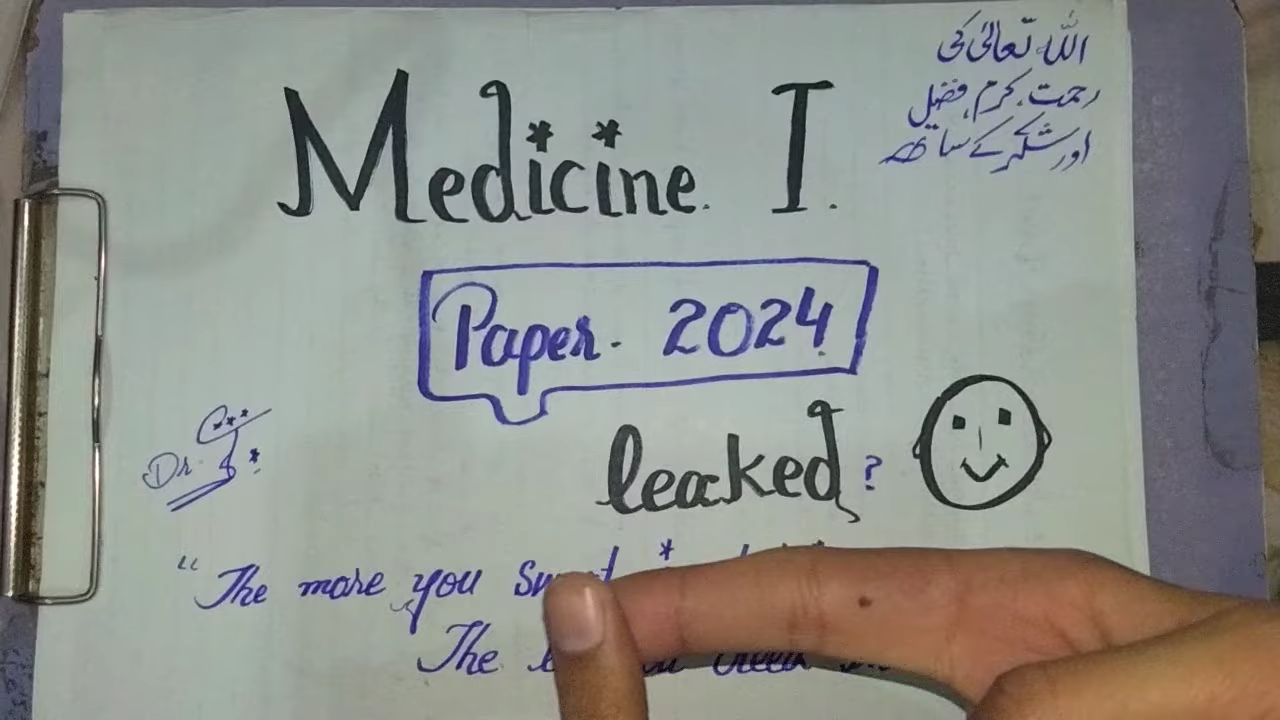 Medicine. I.
اللہ تعالیٰ کی
رحمت، کرم، فضل
اور شکر کے ساتھ
Paper. 2024
leaked?
Dr.
"The more you
The